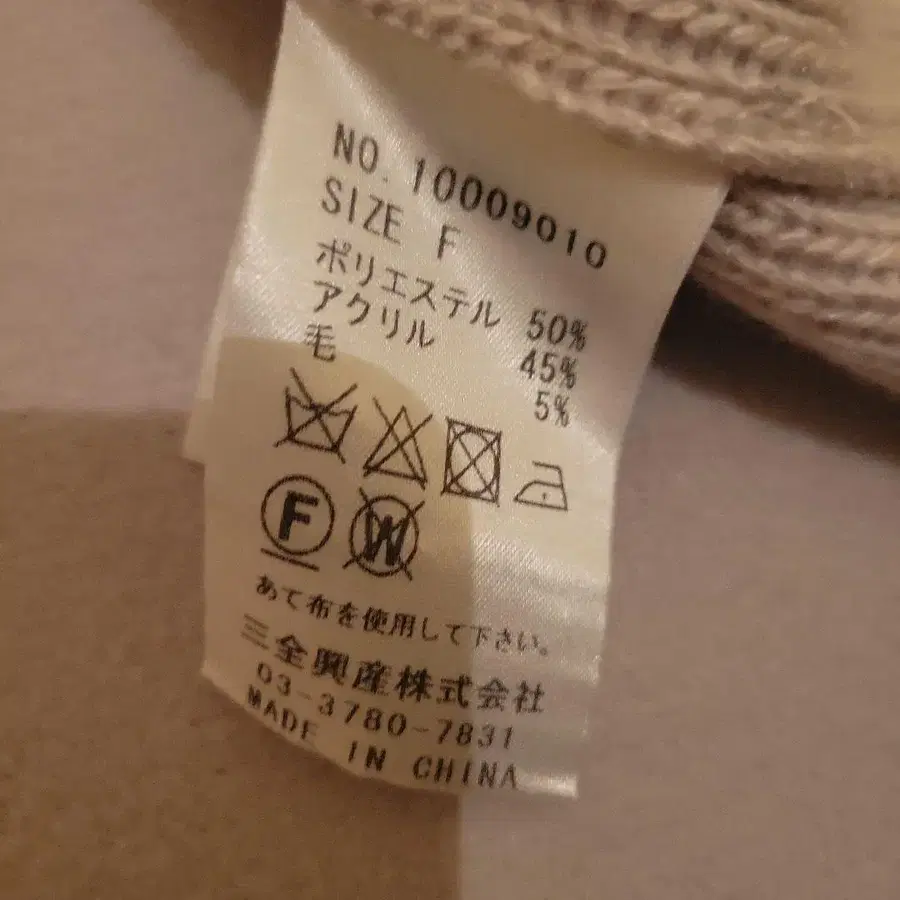 NO. 10009010
SIZE F
ポリエステル 50%
アクリル 45%
毛 5%
F W
あて布を使用して下さい。
三全興産株式会社
03-3780-7831
MADE IN CHINA